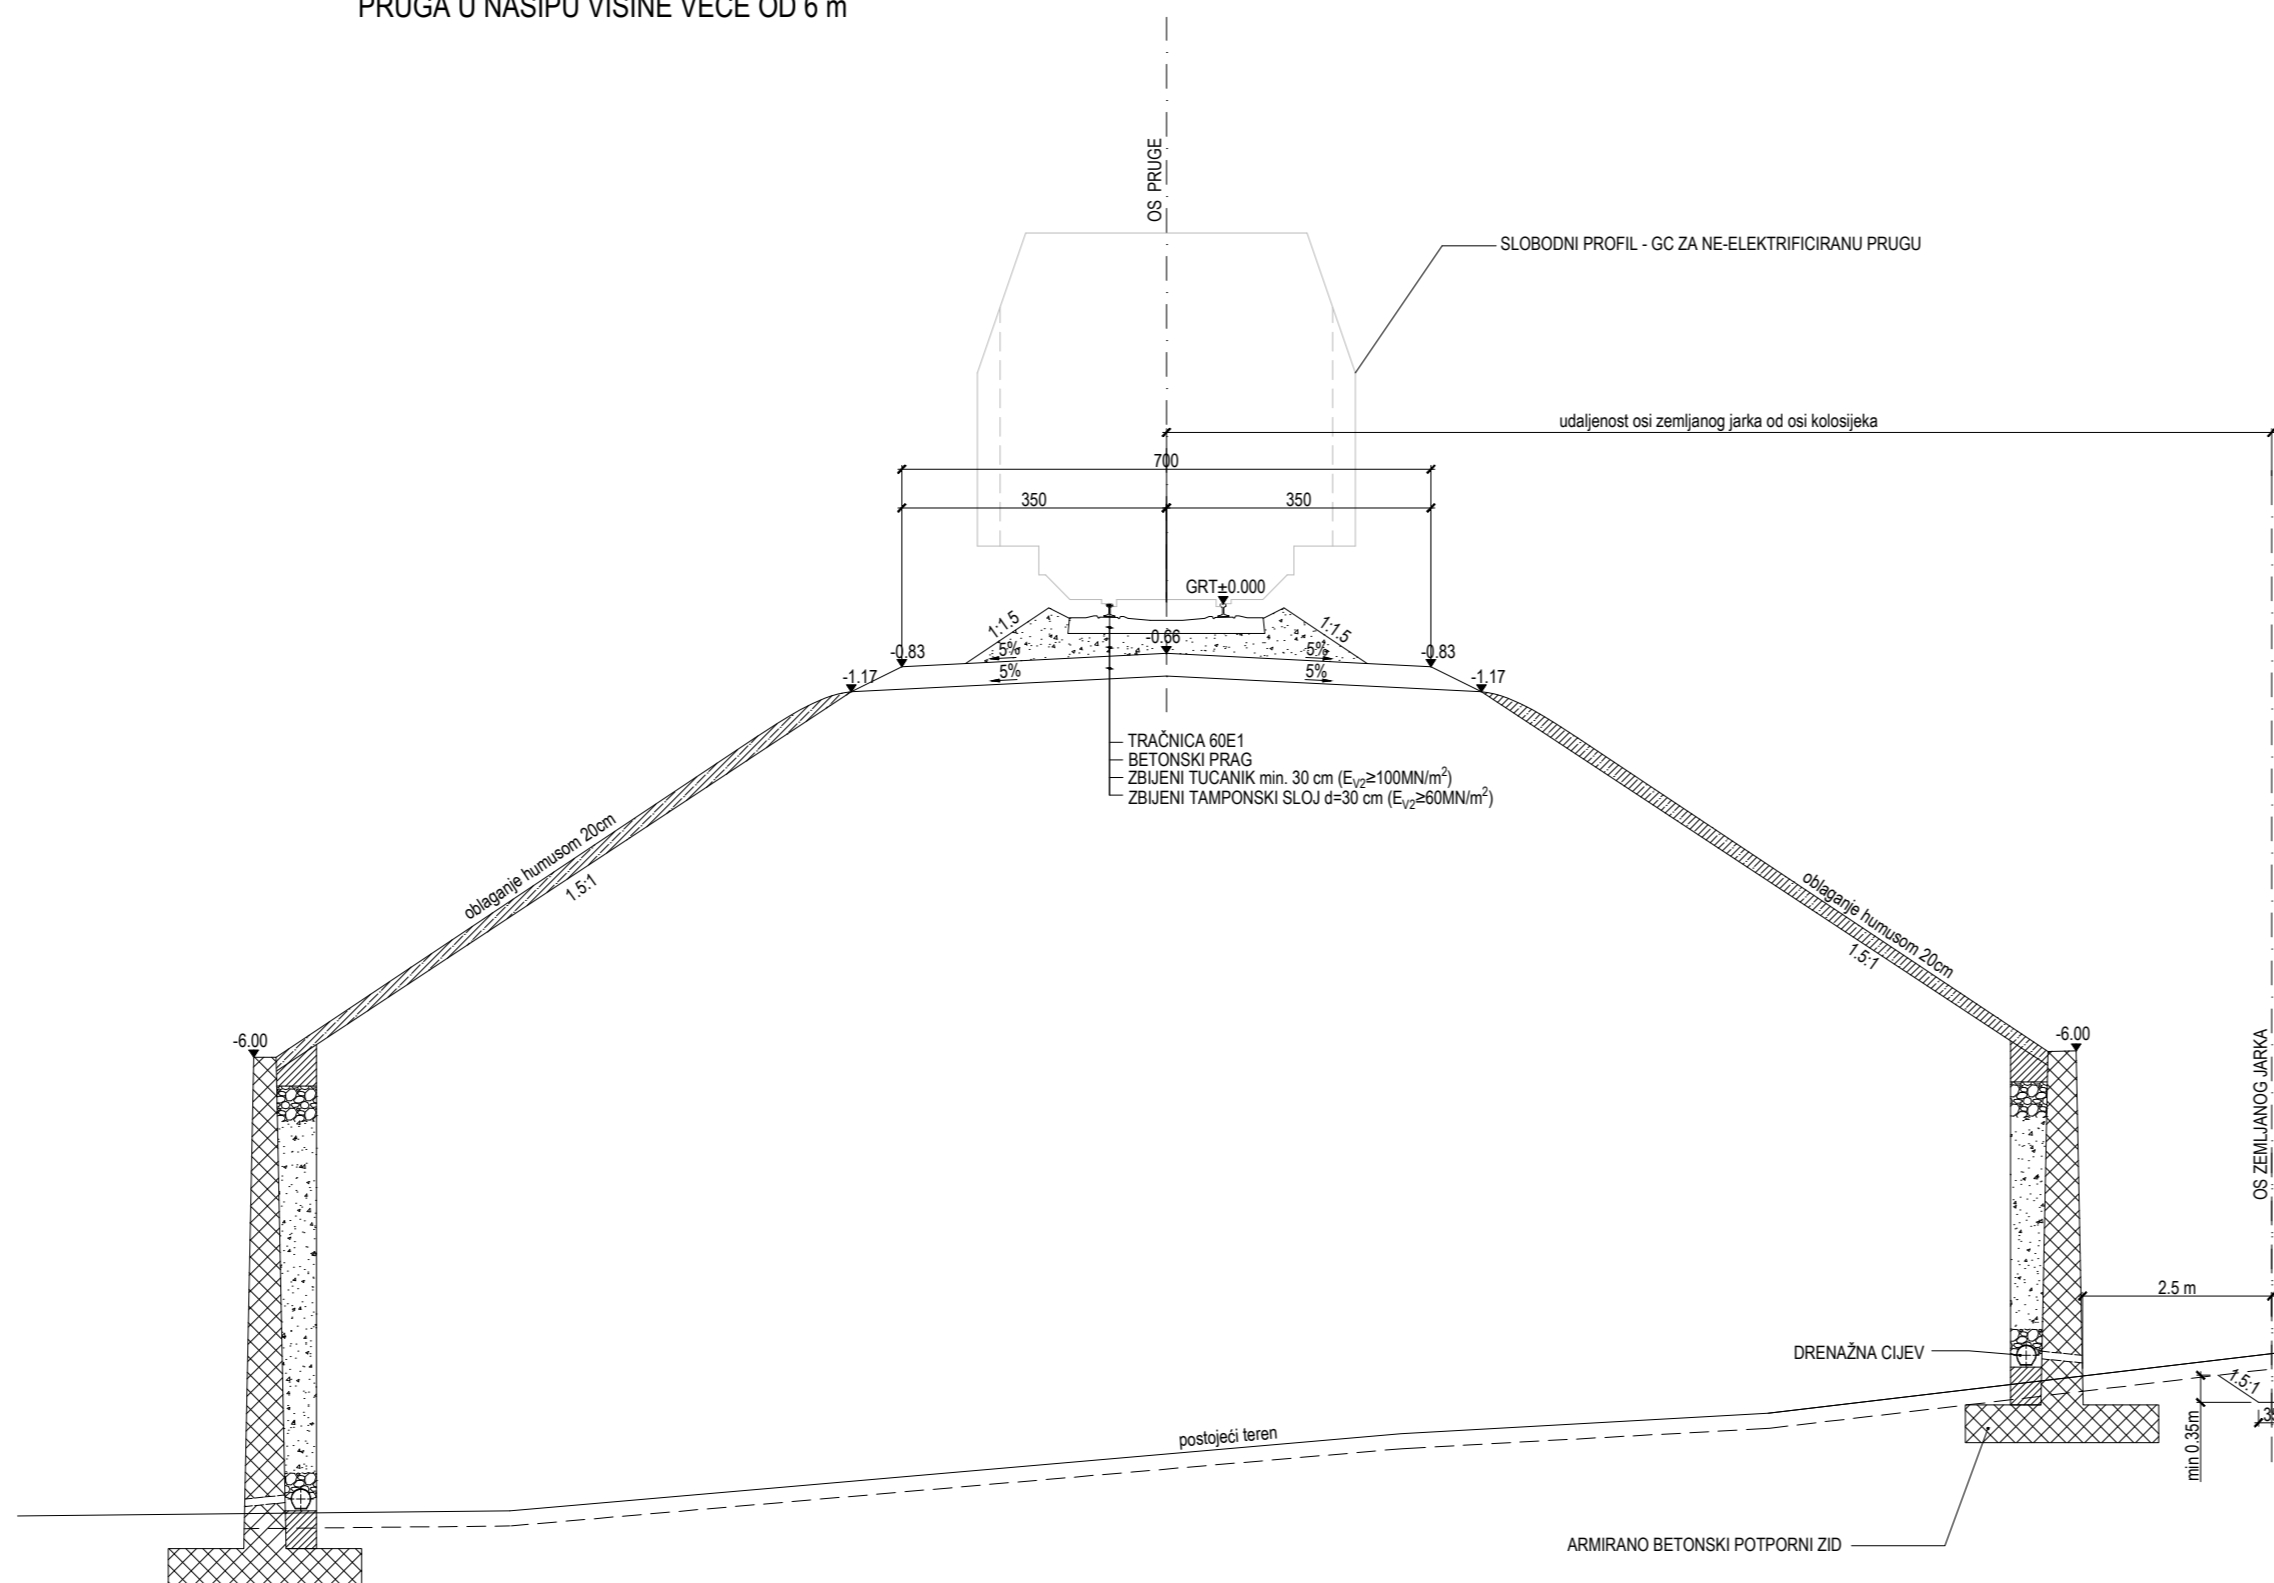 PRUGA U NASIPU VISINE VEĆE OD 6 m
OS PRUGE
SLOBODNI PROFIL - GC ZA NE-ELEKTRIFICIRANU PRUGU
udaljenost osi zemljanog jarka od osi kolosijeka
700
350
350
GRT±0.000
1:1.5
1:1.5
-0.66
-0.83
5%
5%
-0.83
-1.17
5%
5%
-1.17
TRAČNICA 60E1
BETONSKI PRAG
ZBIJENI TUCANIK min. 30 cm (EV2≥100MN/m²)
ZBIJENI TAMPONSKI SLOJ d=30 cm (EV2≥60MN/m²)
oblaganje humusom 20cm
1.5:1
oblaganje humusom 20cm
1.5:1
-6.00
-6.00
OS ZEMLJANOG JARKA
2.5 m
DRENAŽNA CIJEV
1.5:1
min 0.35m
postojeći teren
ARMIRANO BETONSKI POTPORNI ZID